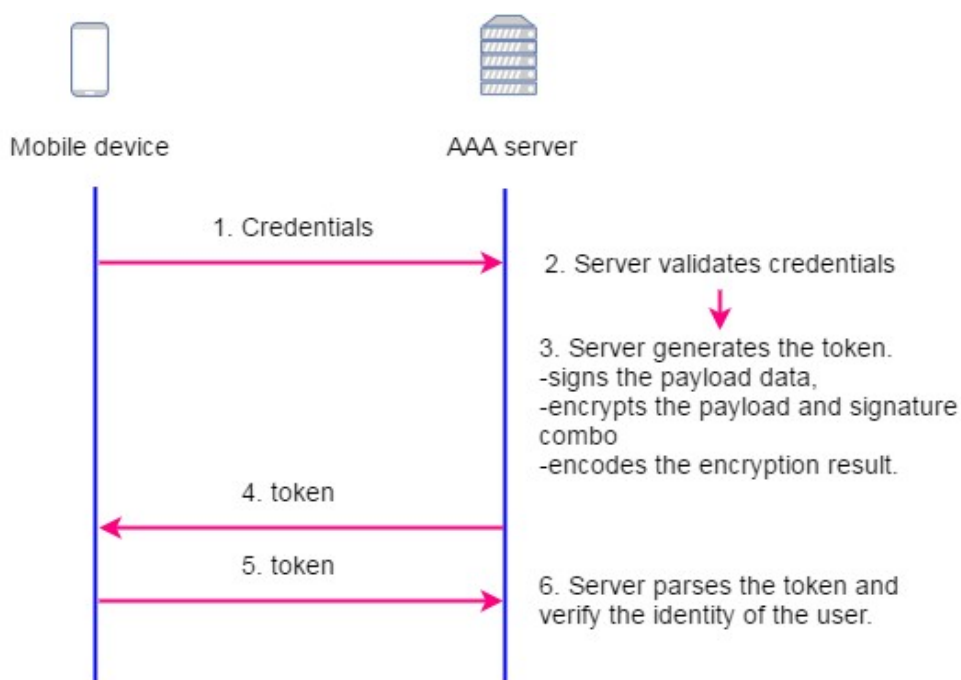 Mobile device
AAA server
1. Credentials
2. Server validates credentials
3. Server generates the token.
-signs the payload data,
-encrypts the payload and signature
combo
-encodes the encryption result.
4. token
5. token
6. Server parses the token and
verify the identity of the user.